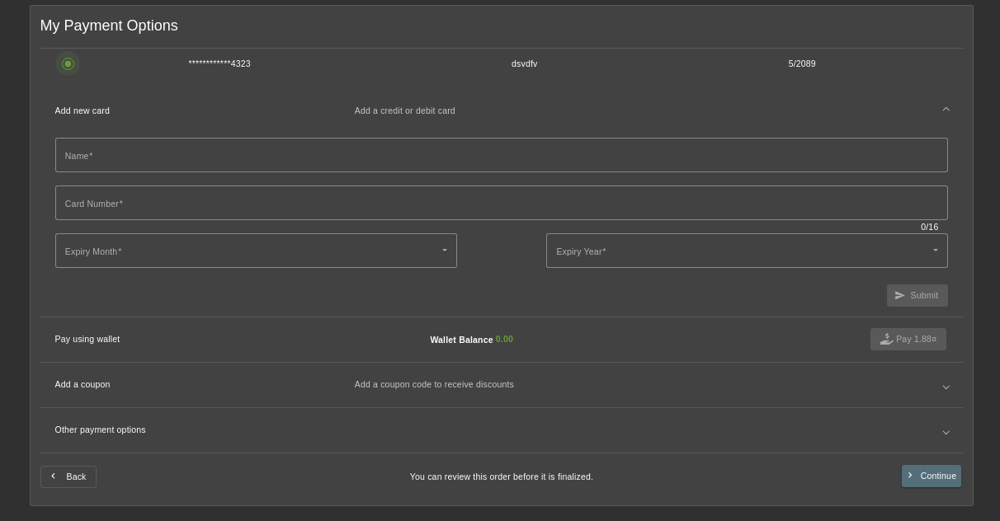 My Payment Options
************4323 dsvdfv 5/2089
Add new card Add a credit or debit card
Name*
Card Number*
0/16
Expiry Month* Expiry Year*
Submit
Pay using wallet Wallet Balance 0.00 Pay 1.88¤
Add a coupon Add a coupon code to receive discounts
Other payment options
Back You can review this order before it is finalized. Continue